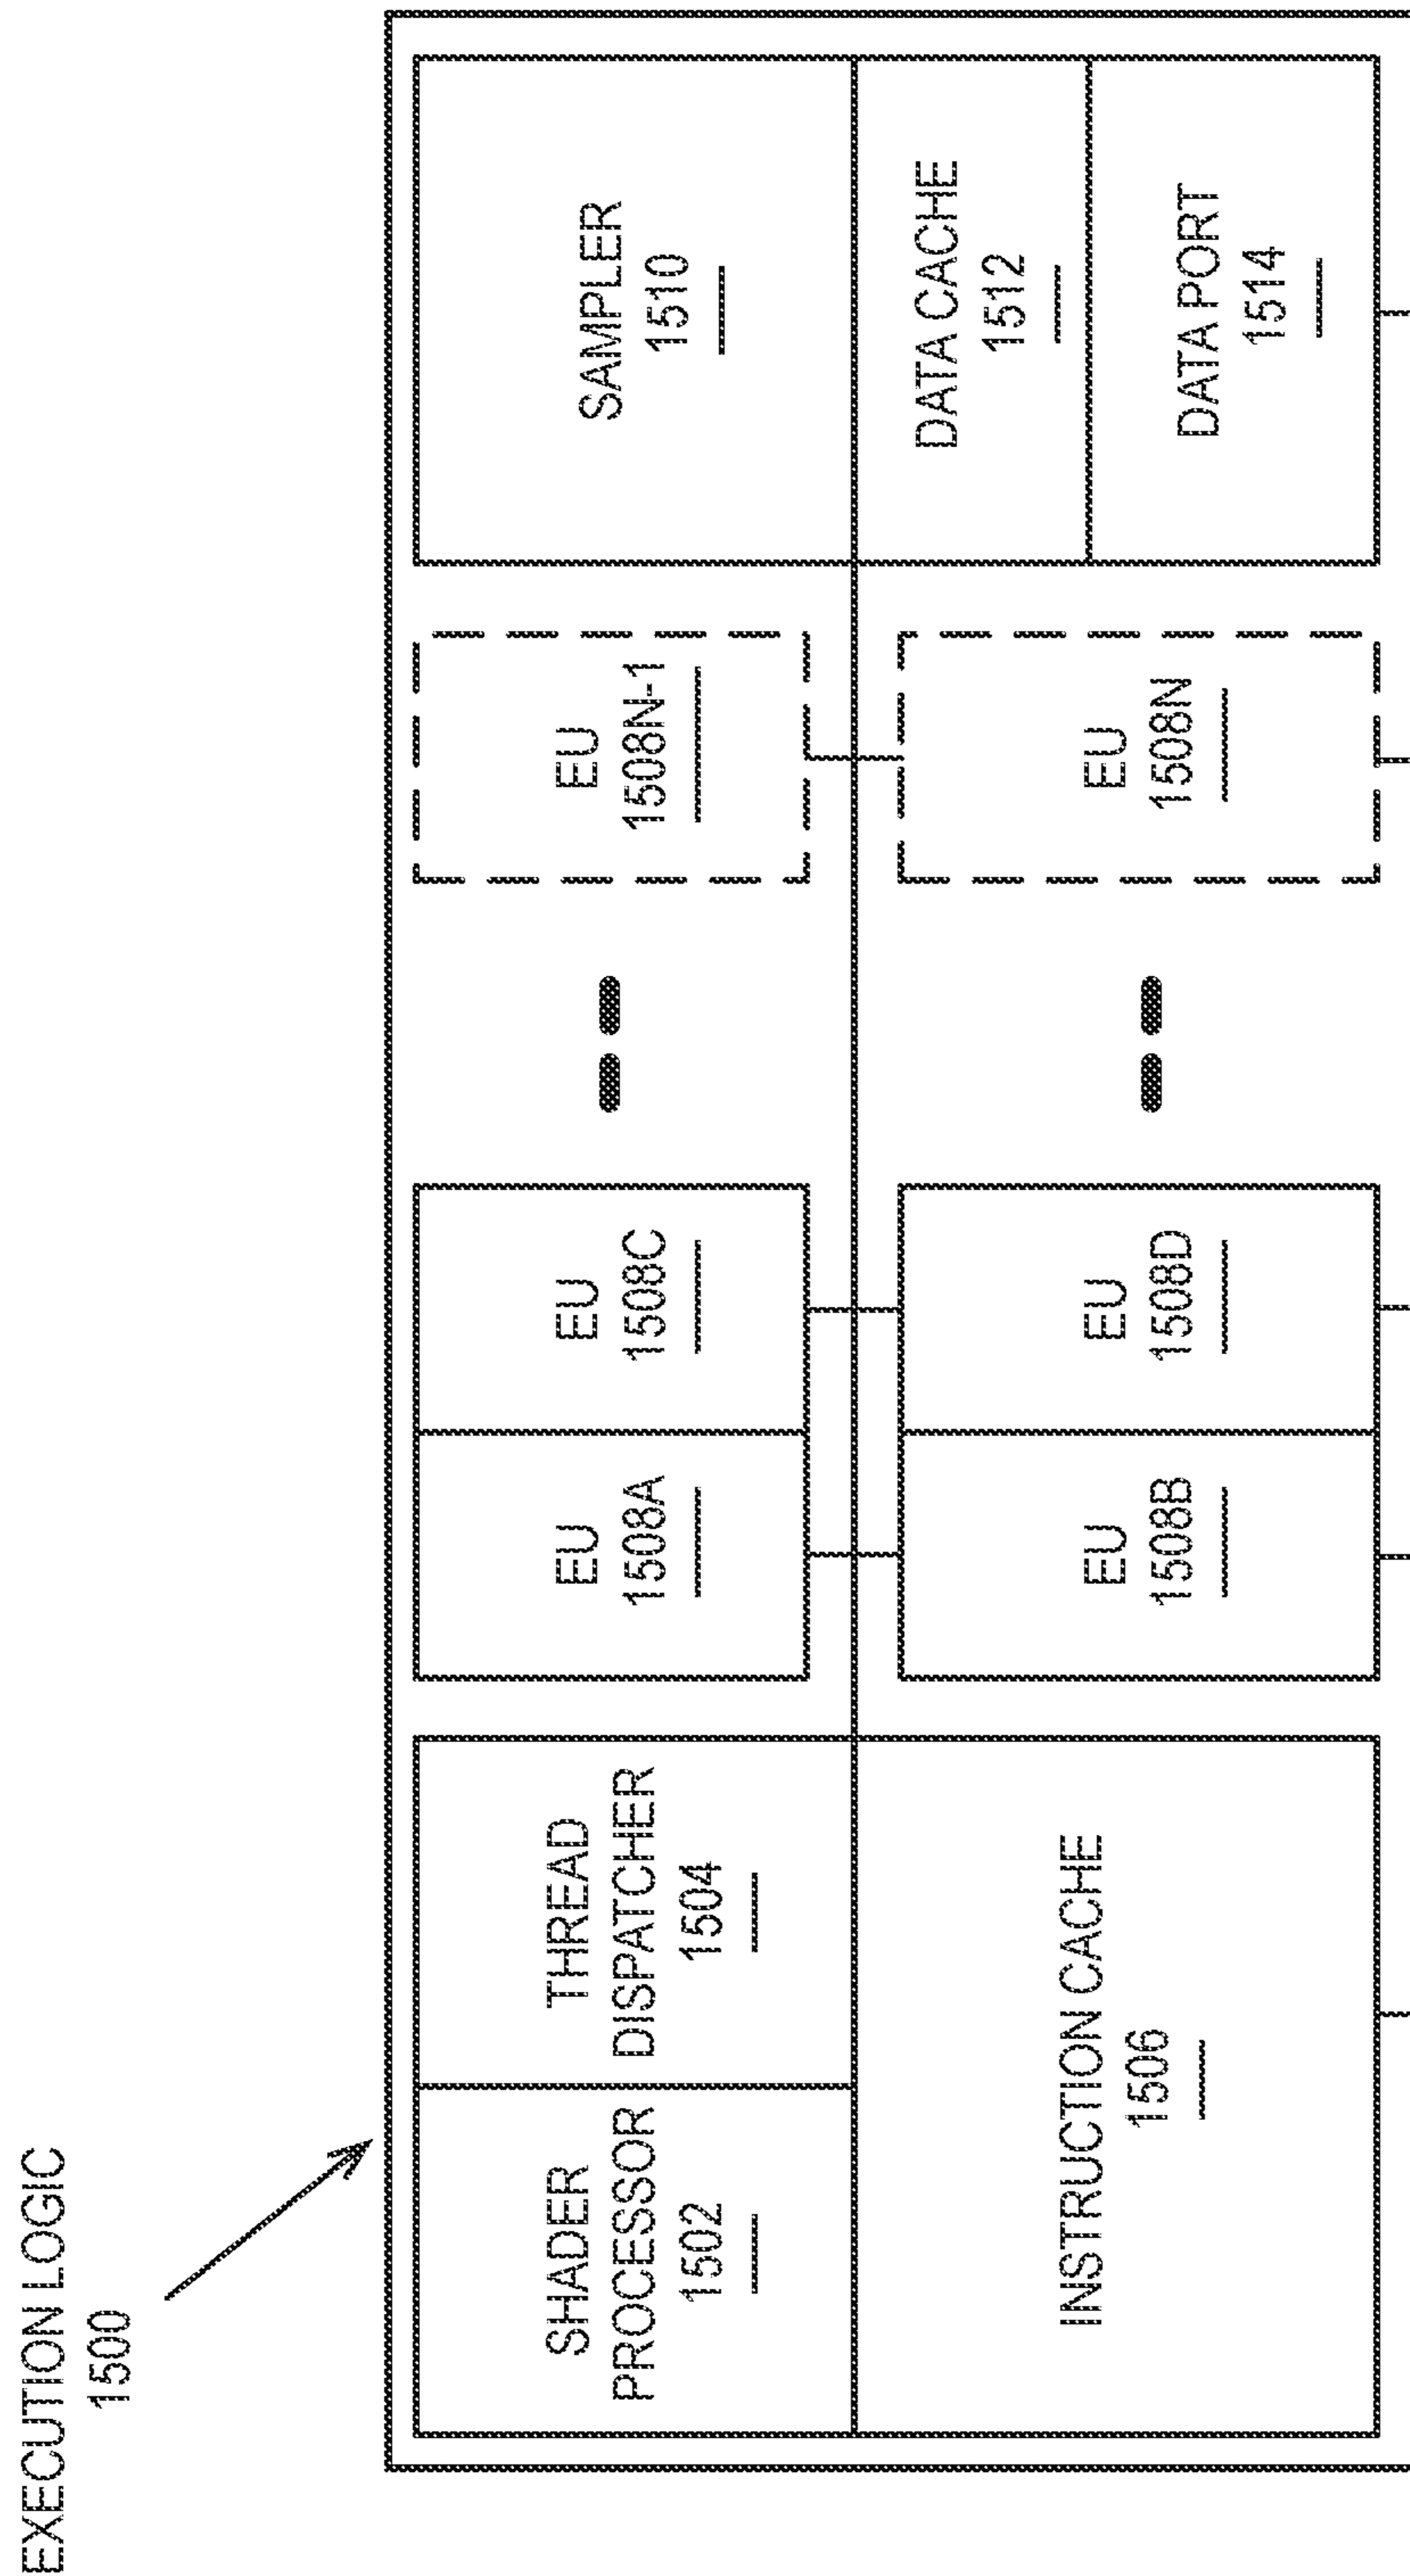 EXECUTION LOGIC
1500
SHADER
PROCESSOR
1502
THREAD
DISPATCHER
1504
EU
1508A
EU
1508C
EU
1508N-1
SAMPLER
1510
INSTRUCTION CACHE
1506
EU
1508B
EU
1508D
EU
1508N
DATA CACHE
1512
DATA PORT
1514